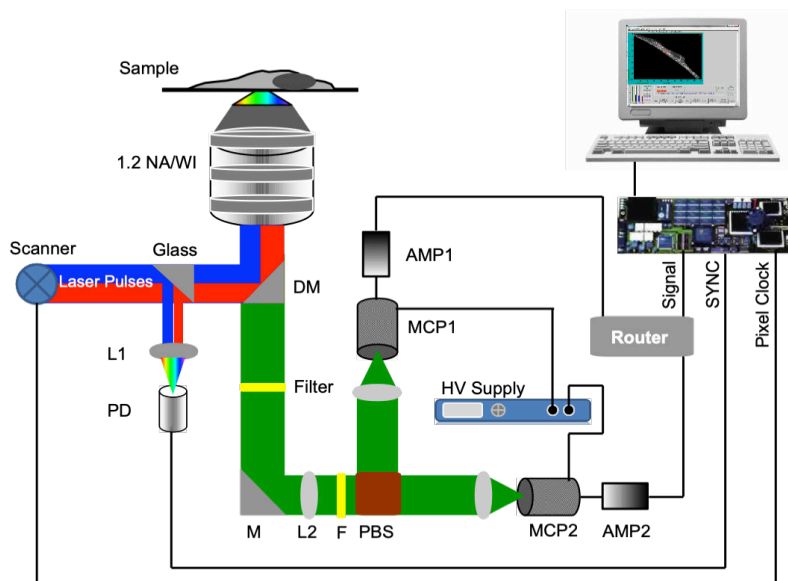 Sample
1.2 NA/WI
Scanner
Glass
Laser Pulses
DM
L1
PD
Filter
AMP1
MCP1
HV Supply
Router
Signal
SYNC
Pixel Clock
M
L2
F
PBS
MCP2
AMP2